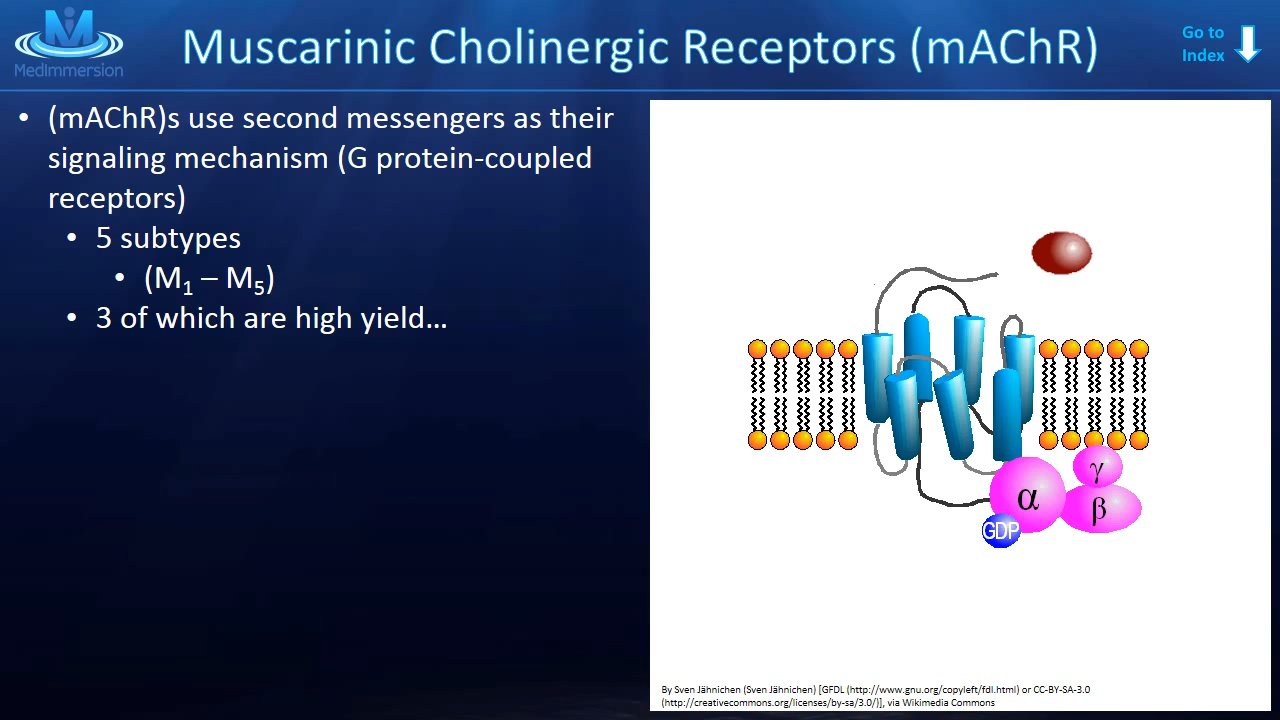 MedImmersion
Muscarinic Cholinergic Receptors (mAChR)
Go to
Index
• (mAChR)s use second messengers as their
signaling mechanism (G protein-coupled
receptors)
• 5 subtypes
• (M₁ – M₅)
• 3 of which are high yield…
γ
α
β
GDP
By Sven Jähnichen (Sven Jähnichen) [GFDL (http://www.gnu.org/copyleft/fdl.html) or CC-BY-SA-3.0
(http://creativecommons.org/licenses/by-sa/3.0/)], via Wikimedia Commons